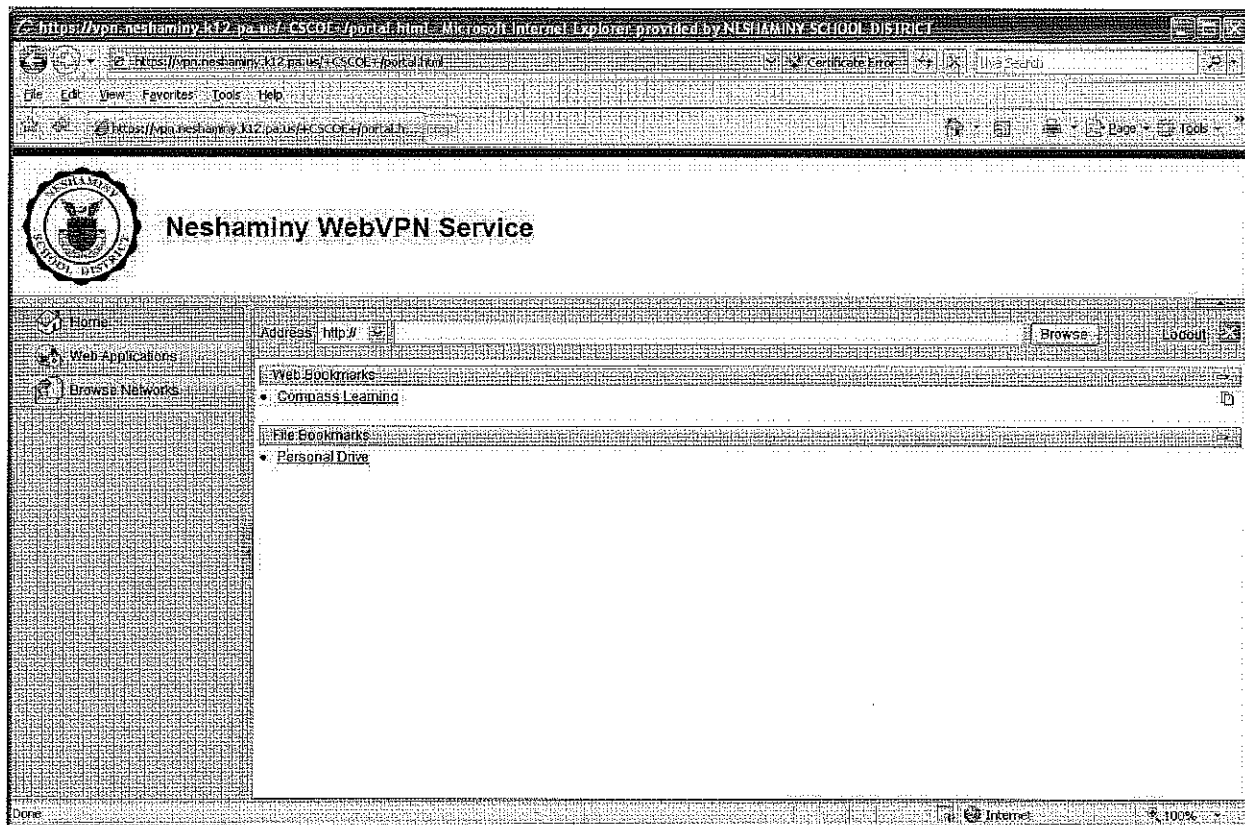 https://vpn.neshaminy.k12.pa.us/+CSCOE+/portal.html - Microsoft Internet Explorer provided by NESHAMINY SCHOOL DISTRICT
https://vpn.neshaminy.k12.pa.us/+CSCOE+/portal.html Certificate Error Live Search
File Edit View Favorites Tools Help
https://vpn.neshaminy.k12.pa.us/+CSCOE+/portal.h... Page Tools
NESHAMINY
SCHOOL DISTRICT
Neshaminy WebVPN Service
Home
Web Applications
Browse Networks
Address http:// Browse Logout
Web Bookmarks
• Compass Learning
File Bookmarks
• Personal Drive
Done Internet 100%